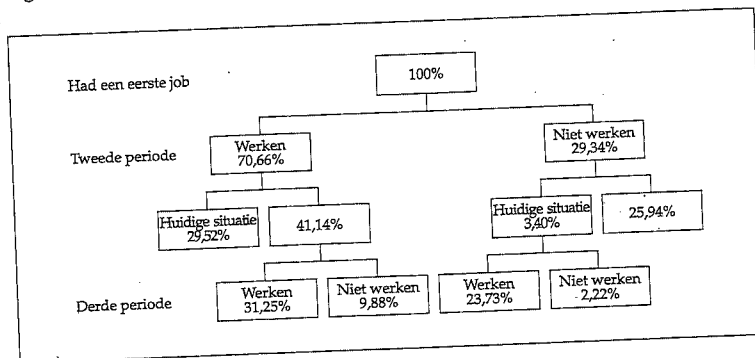 Had een eerste job
100%
Tweede periode
Werken
70,66%
Niet werken
29,34%
Huidige situatie
29,52%
41,14%
Huidige situatie
3,40%
25,94%
Derde periode
Werken
31,25%
Niet werken
9,88%
Werken
23,73%
Niet werken
2,22%